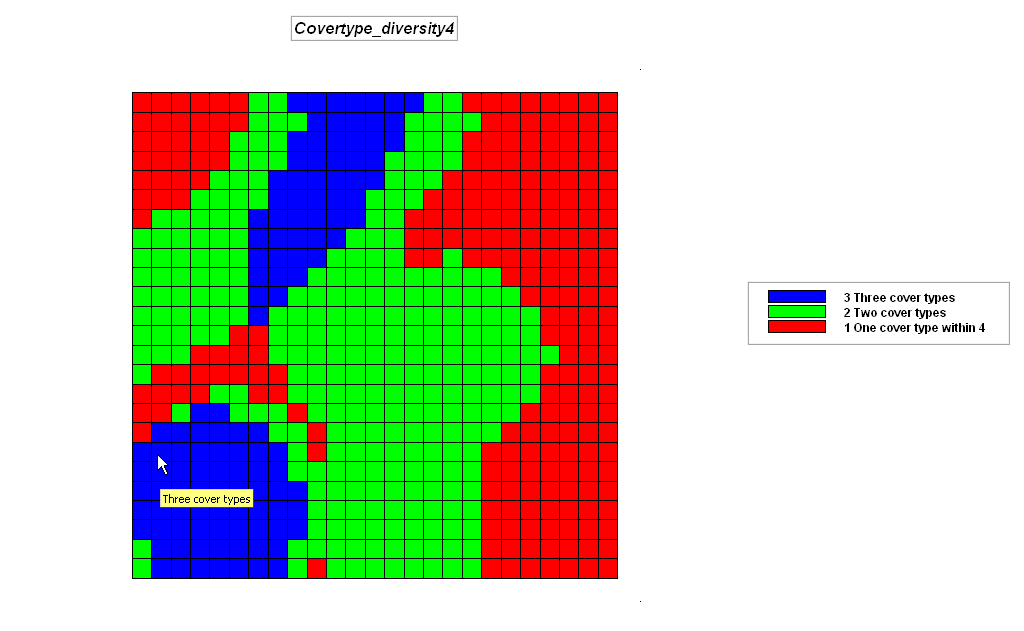 Covertype_diversity4
3 Three cover types
2 Two cover types
1 One cover type within 4
Three cover types